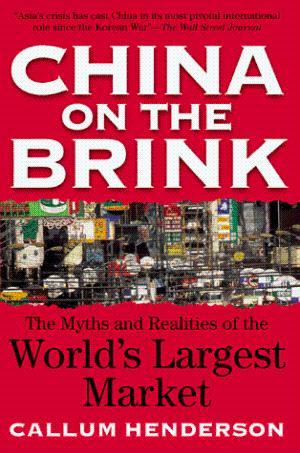 "Asia's crisis has cast China in its most pivotal international
role since the Korean War"—The Wall Street Journal
CHINA
ON THE
BRINK
The Myths and Realities of the
World's Largest
Market
CALLUM HENDERSON